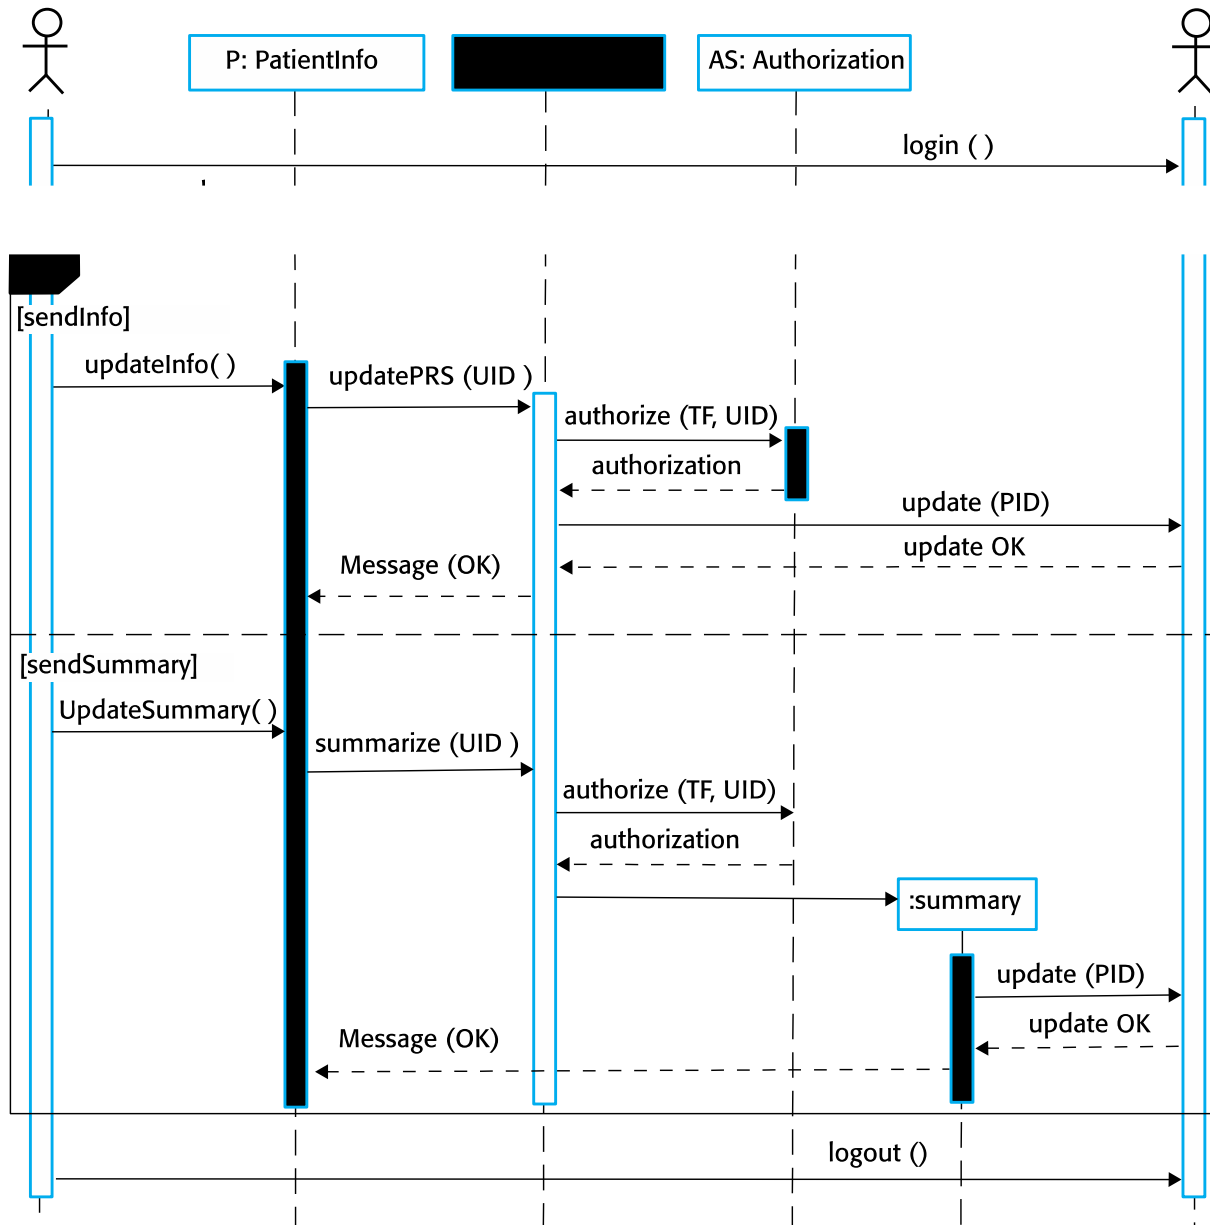 P: PatientInfo
AS: Authorization
login ( )
[sendInfo]
updateInfo( )
updatePRS (UID )
authorize (TF, UID)
authorization
update (PID)
update OK
Message (OK)
[sendSummary]
UpdateSummary( )
summarize (UID )
authorize (TF, UID)
authorization
:summary
update (PID)
update OK
Message (OK)
logout ()